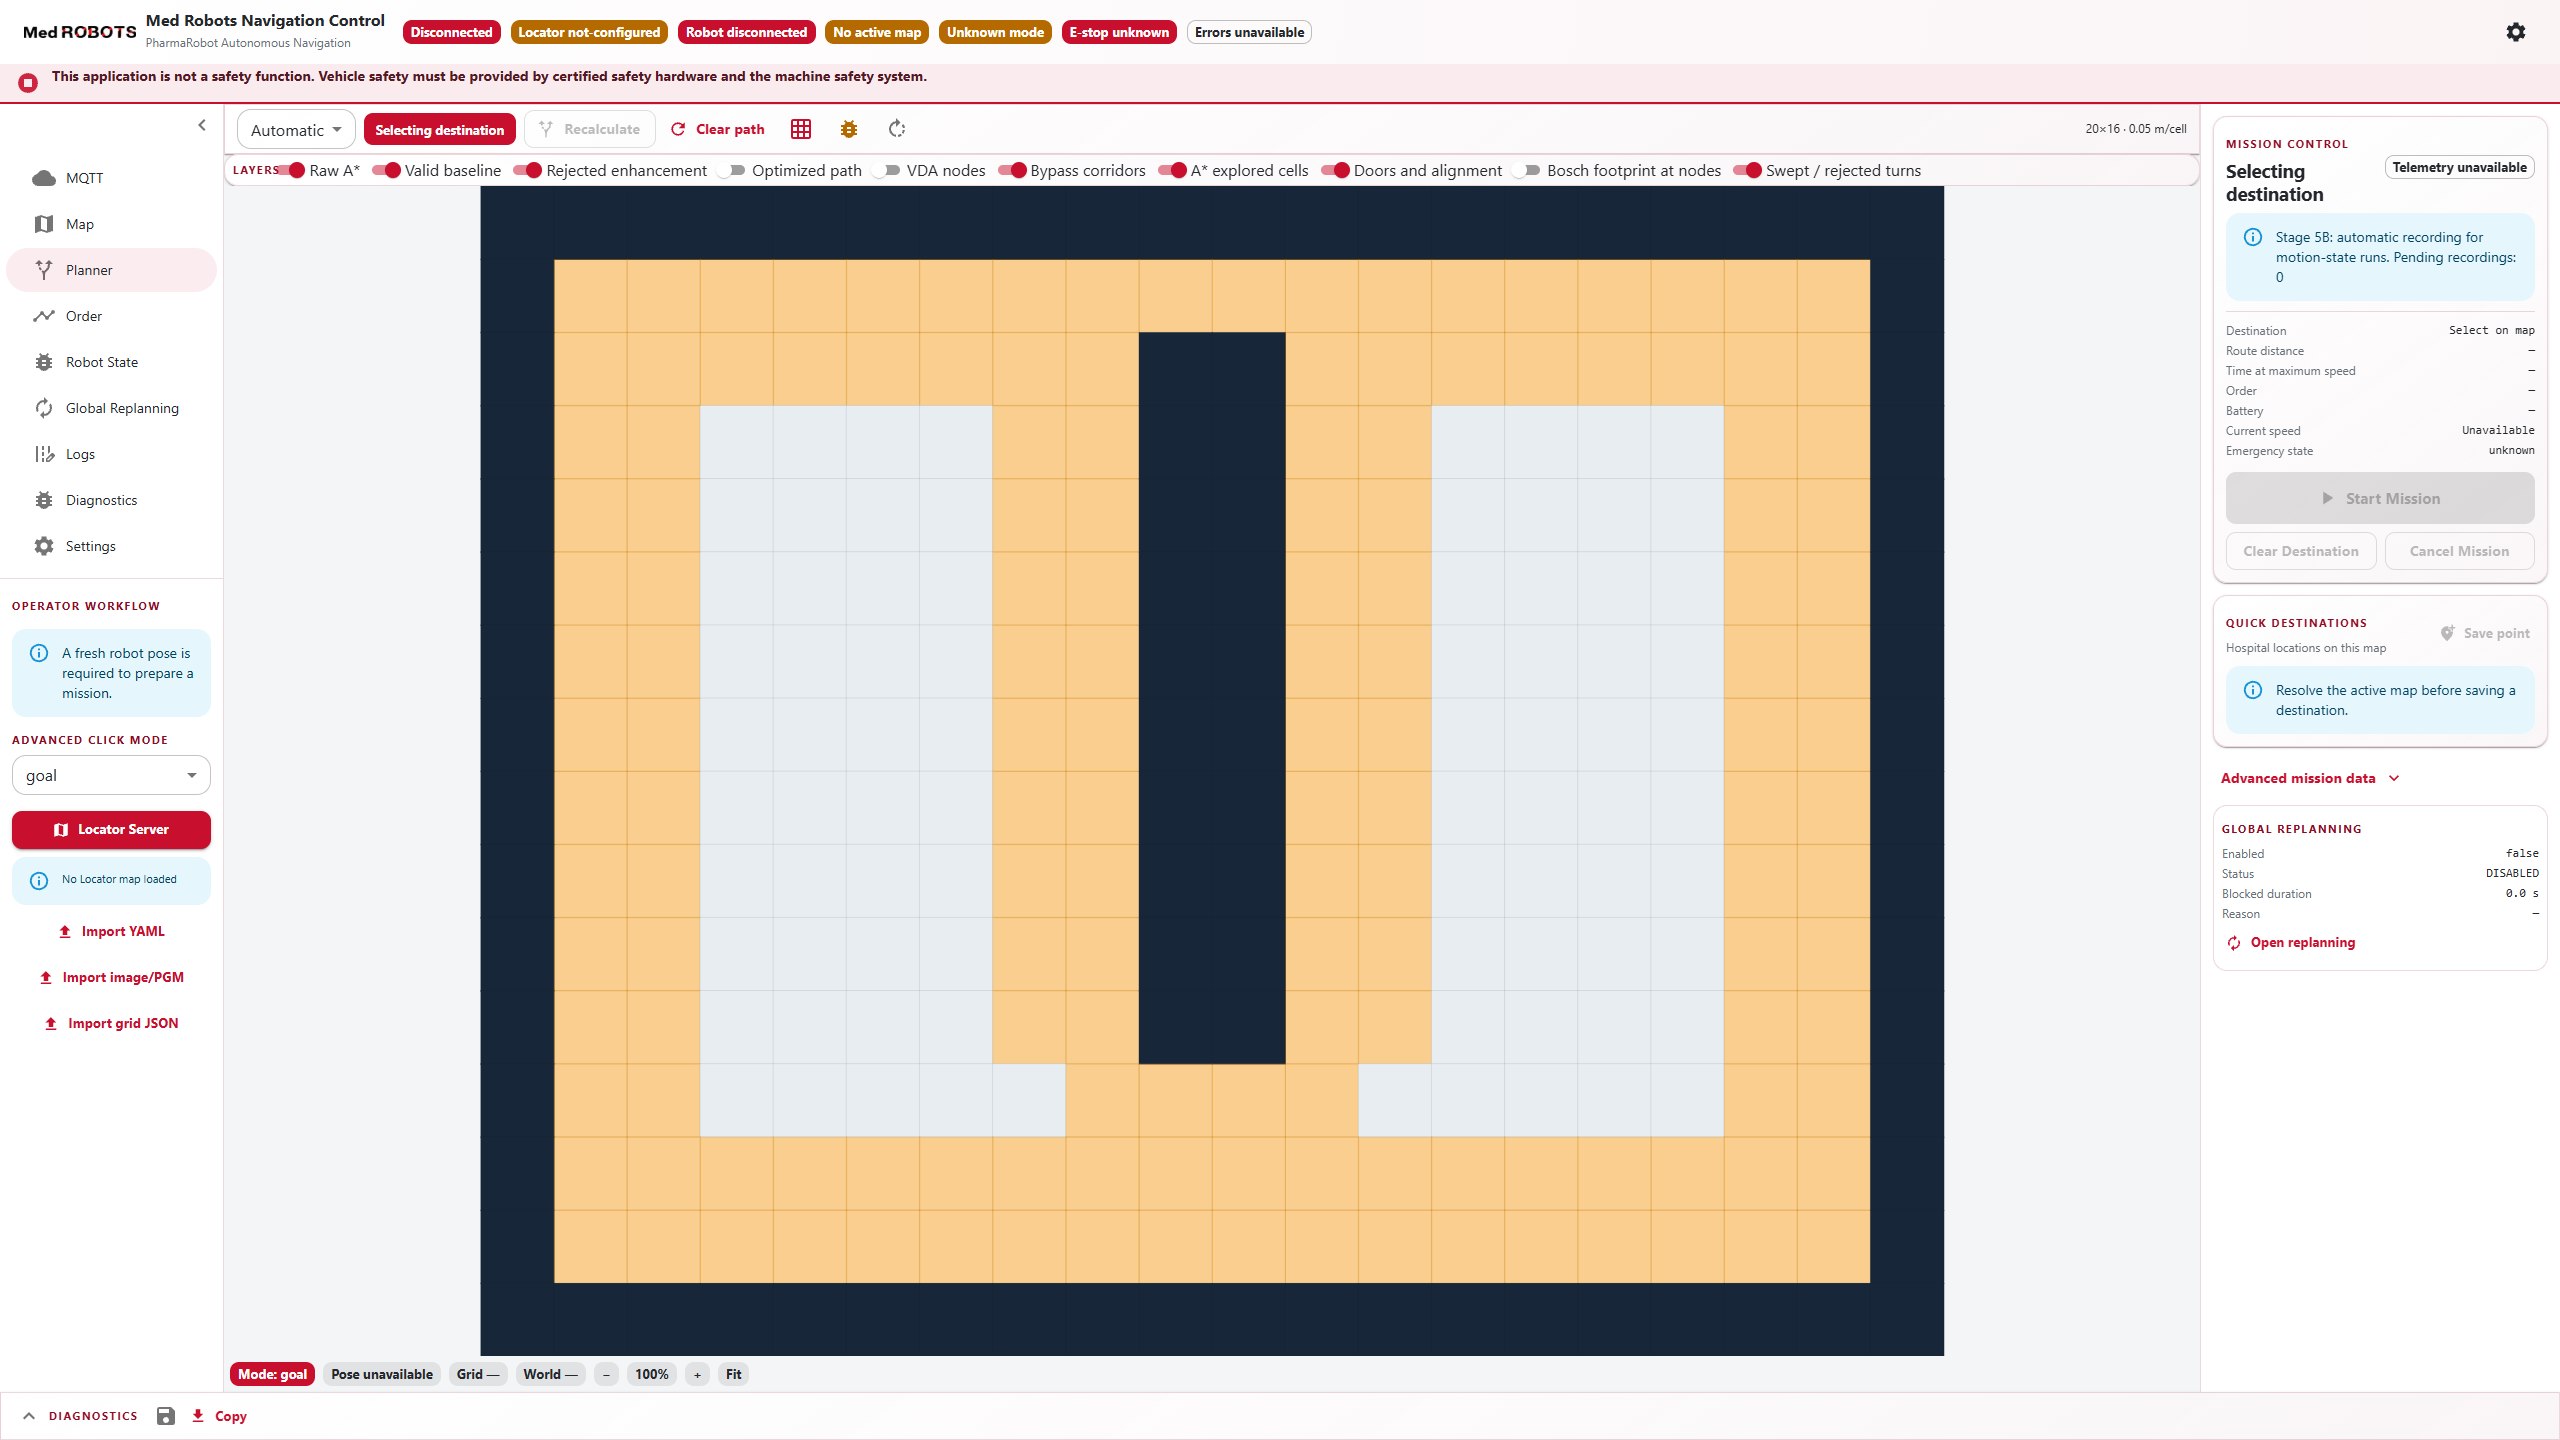 Med ROBOTS
Med Robots Navigation Control
PharmaRobot Autonomous Navigation
Disconnected
Locator not-configured
Robot disconnected
No active map
Unknown mode
E-stop unknown
Errors unavailable
This application is not a safety function. Vehicle safety must be provided by certified safety hardware and the machine safety system.
MQTT
Map
Planner
Order
Robot State
Global Replanning
Logs
Diagnostics
Settings
OPERATOR WORKFLOW
A fresh robot pose is
required to prepare a
mission.
ADVANCED CLICK MODE
goal
Locator Server
No Locator map loaded
Import YAML
Import image/PGM
Import grid JSON
Automatic
Selecting destination
Recalculate
Clear path
20×16 · 0.05 m/cell
LAYERS
Raw A*
Valid baseline
Rejected enhancement
Optimized path
VDA nodes
Bypass corridors
A* explored cells
Doors and alignment
Bosch footprint at nodes
Swept / rejected turns
Mode: goal
Pose unavailable
Grid —
World —
−
100%
+
Fit
MISSION CONTROL
Selecting
destination
Telemetry unavailable
Stage 5B: automatic recording for
motion-state runs. Pending recordings:
0
Destination Select on map
Route distance —
Time at maximum speed —
Order —
Battery —
Current speed Unavailable
Emergency state unknown
Start Mission
Clear Destination
Cancel Mission
QUICK DESTINATIONS
Hospital locations on this map
Save point
Resolve the active map before saving a
destination.
Advanced mission data
GLOBAL REPLANNING
Enabled false
Status DISABLED
Blocked duration 0.0 s
Reason —
Open replanning
DIAGNOSTICS
Copy